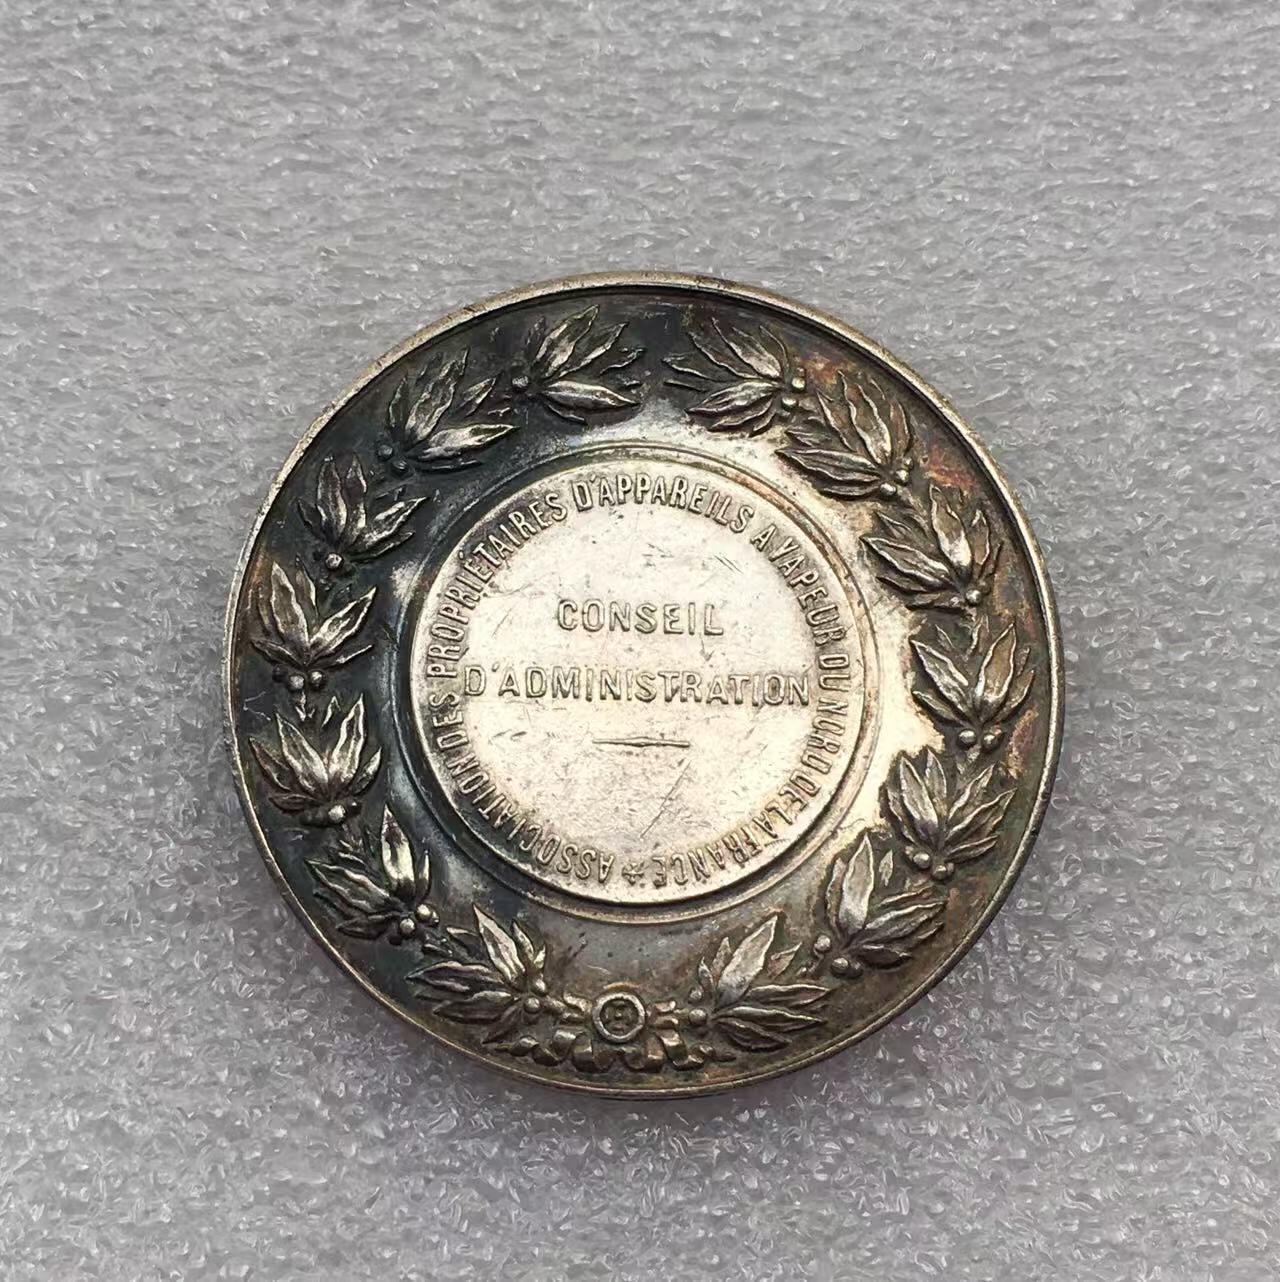 ASSOCIATION DES PROPRIÉTAIRES D'APPAREILS A VAPEUR DU NORD DE LA FRANCE
CONSEIL
D'ADMINISTRATION